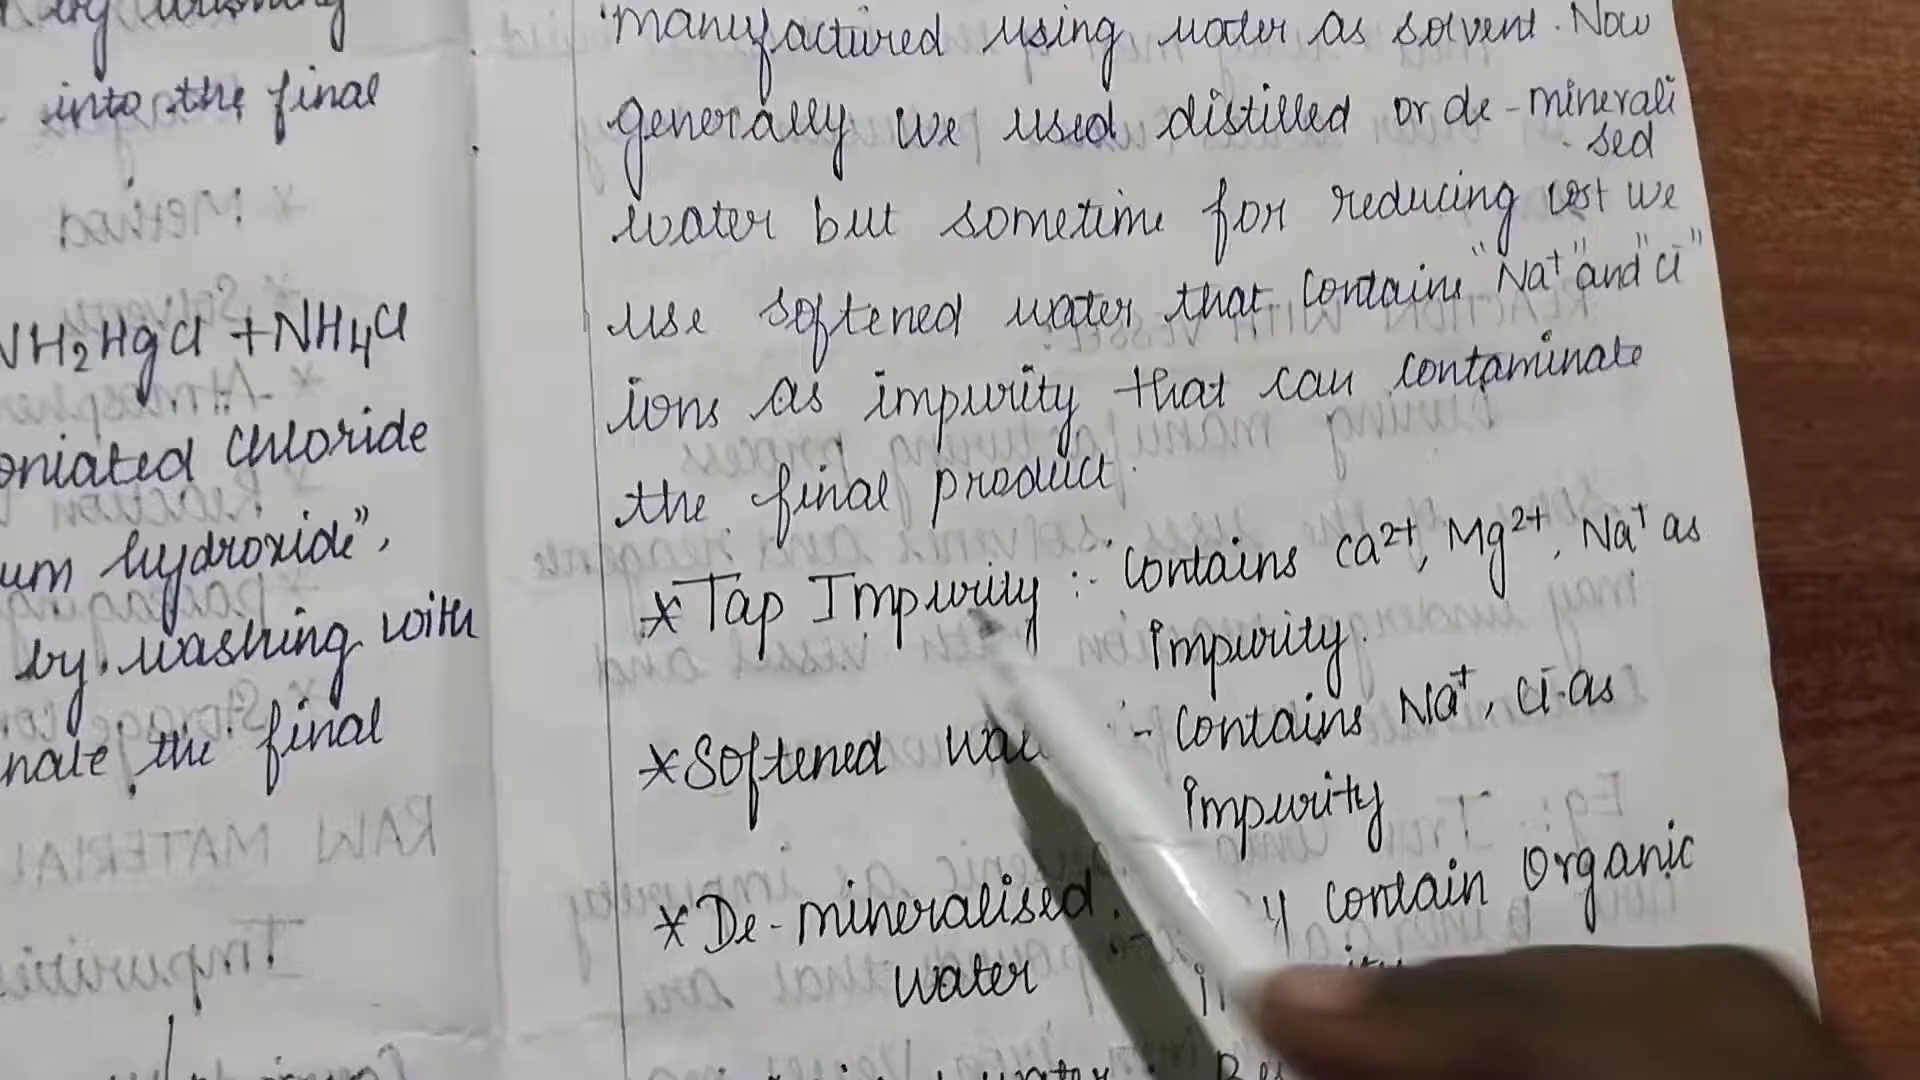 into the final
NH2HgCl + NH4Cl
oniated chloride
um hydroxide",
by washing with
nate the final
manufactured using water as solvent. Now
generally we used distilled or de-minerali
sed
water but sometime for reducing cost we
use softened water that contains "Na+" and "Cl-"
ions as impurity that can contaminate
the final product.
* Tap Impurity :- Contains Ca2+, Mg2+, Na+ as
impurity.
* Softened :- Contains Na+, Cl- as
impurity
* De-mineralised contain organic
water